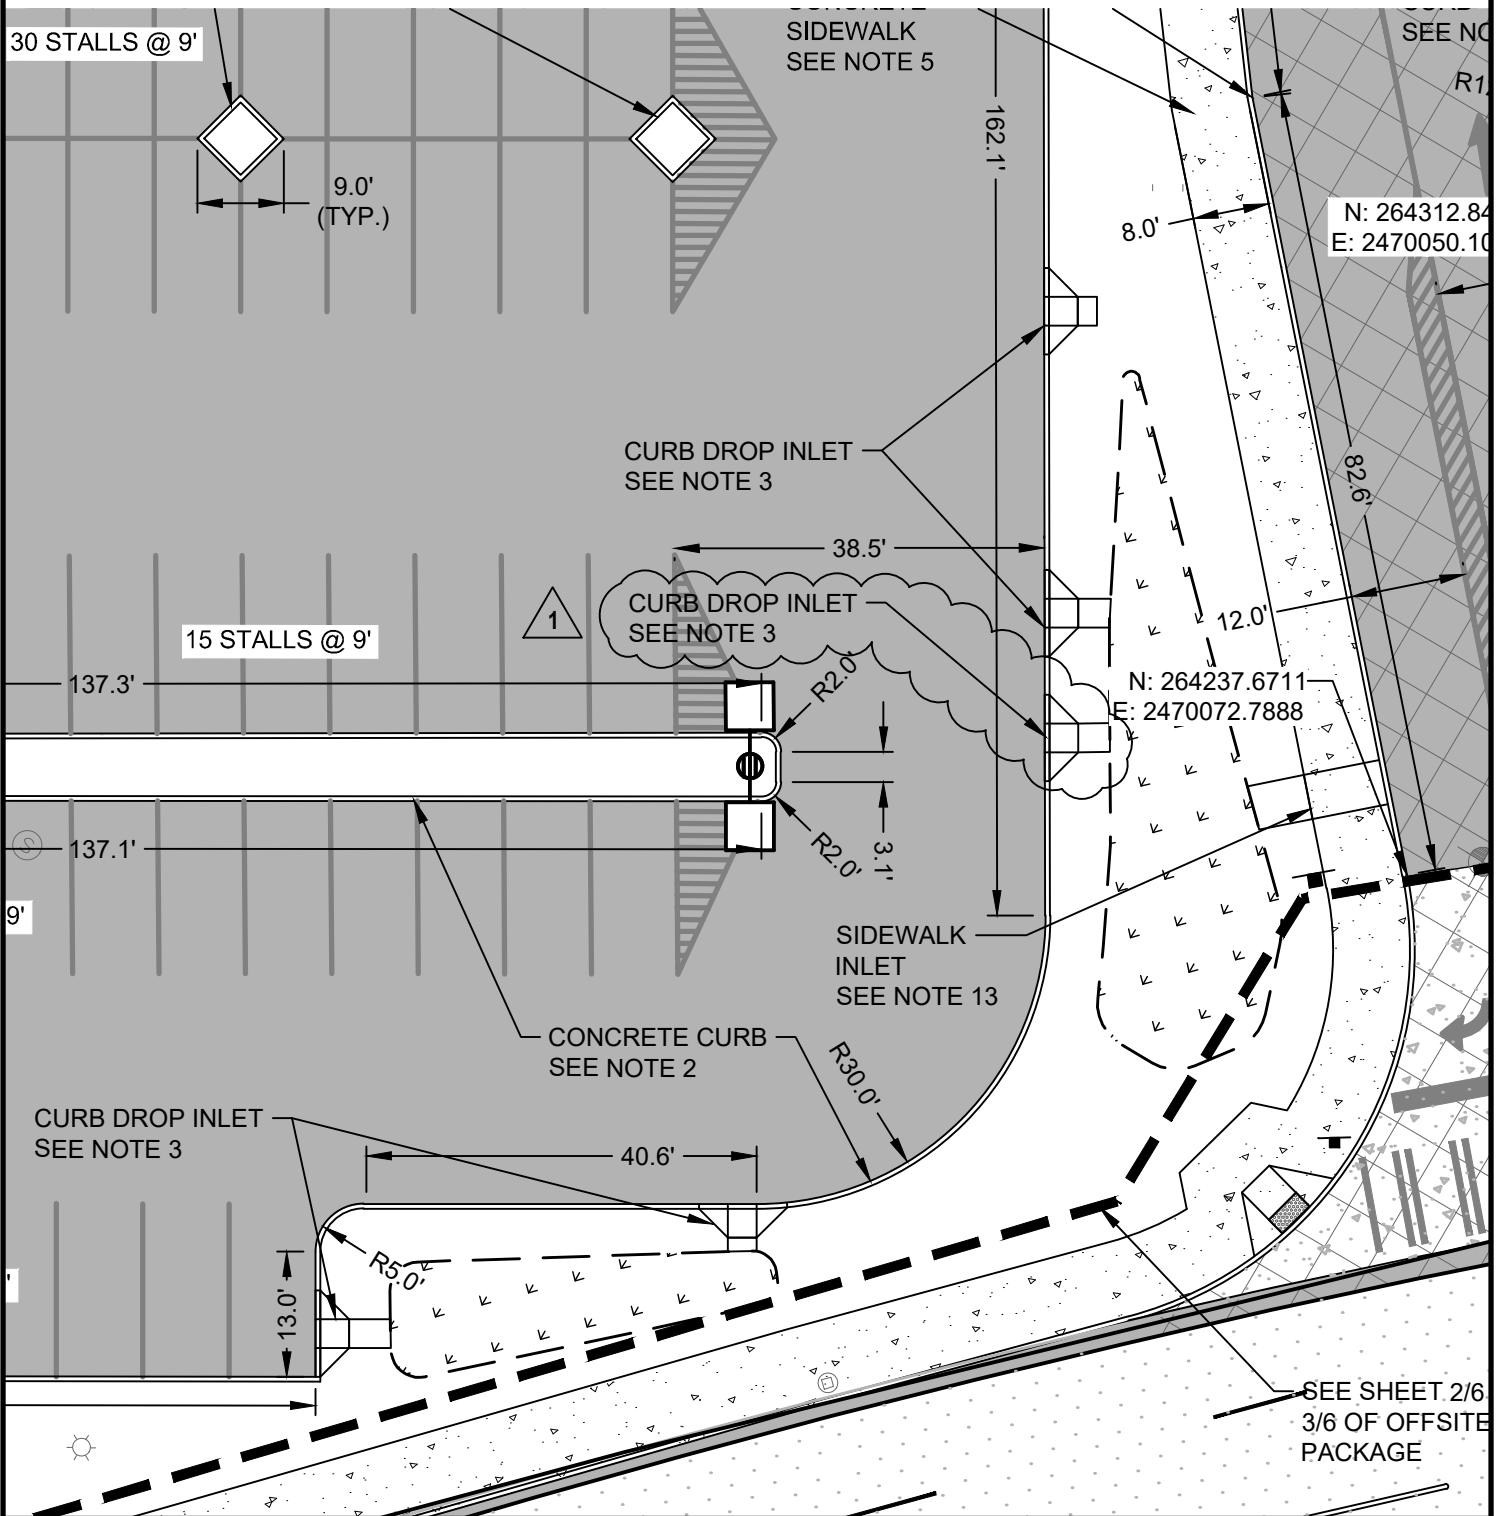 30 STALLS @ 9'
SIDEWALK
SEE NOTE 5
162.1'
9.0'
(TYP.)
8.0'
N: 264312.84
E: 2470050.10
CURB DROP INLET
SEE NOTE 3
82.6'
38.5'
1
CURB DROP INLET
SEE NOTE 3
12.0'
15 STALLS @ 9'
137.3'
R2.0'
N: 264237.6711
E: 2470072.7888
137.1'
R2.0'
3.1'
S
9'
SIDEWALK
INLET
SEE NOTE 13
CONCRETE CURB
SEE NOTE 2
R30.0'
CURB DROP INLET
SEE NOTE 3
40.6'
R5.0'
13.0'
SEE SHEET 2/6
3/6 OF OFFSITE
PACKAGE